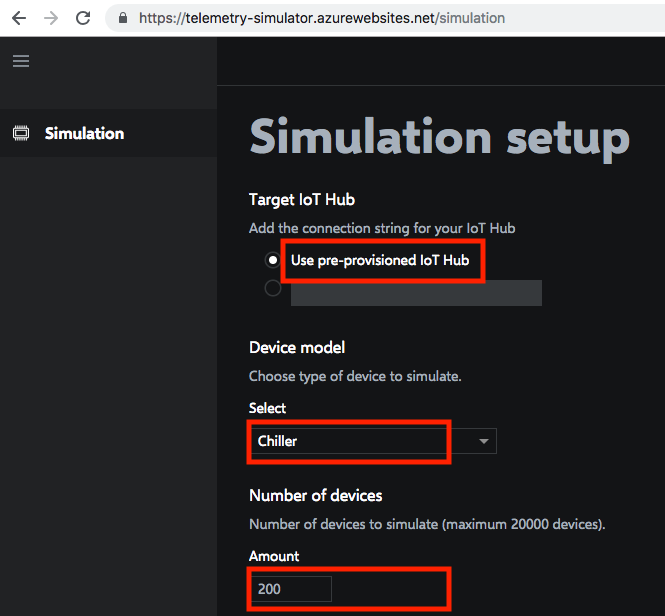 https://telemetry-simulator.azurewebsites.net/simulation
Simulation
Simulation setup
Target IoT Hub
Add the connection string for your IoT Hub
Use pre-provisioned IoT Hub
Device model
Choose type of device to simulate.
Select
Chiller
Number of devices
Number of devices to simulate (maximum 20000 devices).
Amount
200